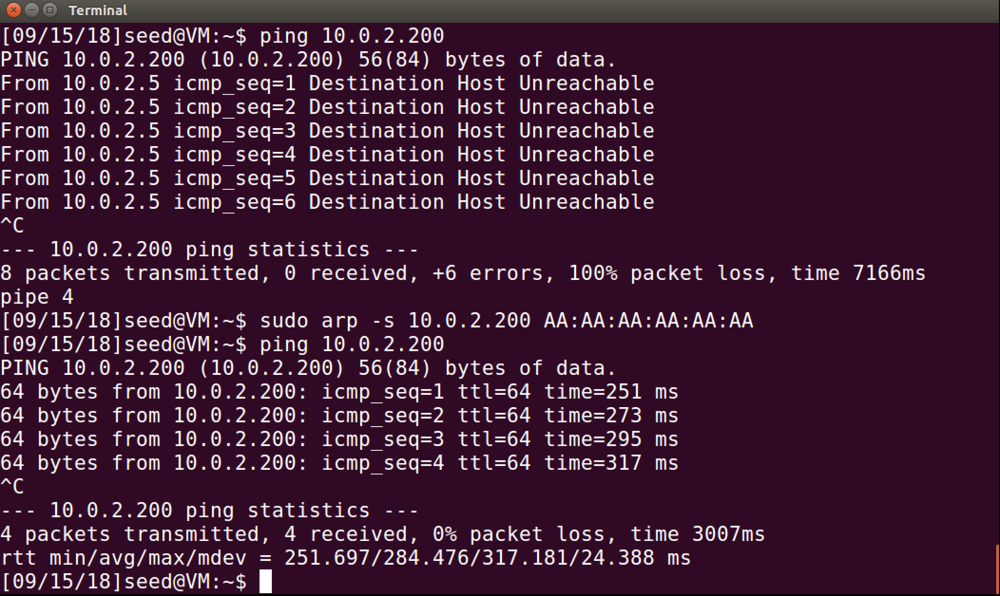 Terminal
[09/15/18]seed@VM:~$ ping 10.0.2.200
PING 10.0.2.200 (10.0.2.200) 56(84) bytes of data.
From 10.0.2.5 icmp_seq=1 Destination Host Unreachable
From 10.0.2.5 icmp_seq=2 Destination Host Unreachable
From 10.0.2.5 icmp_seq=3 Destination Host Unreachable
From 10.0.2.5 icmp_seq=4 Destination Host Unreachable
From 10.0.2.5 icmp_seq=5 Destination Host Unreachable
From 10.0.2.5 icmp_seq=6 Destination Host Unreachable
^C
--- 10.0.2.200 ping statistics ---
8 packets transmitted, 0 received, +6 errors, 100% packet loss, time 7166ms
pipe 4
[09/15/18]seed@VM:~$ sudo arp -s 10.0.2.200 AA:AA:AA:AA:AA:AA
[09/15/18]seed@VM:~$ ping 10.0.2.200
PING 10.0.2.200 (10.0.2.200) 56(84) bytes of data.
64 bytes from 10.0.2.200: icmp_seq=1 ttl=64 time=251 ms
64 bytes from 10.0.2.200: icmp_seq=2 ttl=64 time=273 ms
64 bytes from 10.0.2.200: icmp_seq=3 ttl=64 time=295 ms
64 bytes from 10.0.2.200: icmp_seq=4 ttl=64 time=317 ms
^C
--- 10.0.2.200 ping statistics ---
4 packets transmitted, 4 received, 0% packet loss, time 3007ms
rtt min/avg/max/mdev = 251.697/284.476/317.181/24.388 ms
[09/15/18]seed@VM:~$